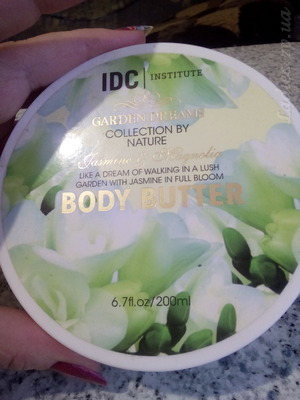 IDC INSTITUTE
GARDEN DREAMS
COLLECTION BY
NATURE
Jasmine & Magnolia
LIKE A DREAM OF WALKING IN A LUSH
GARDEN WITH JASMINE IN FULL BLOOM
BODY BUTTER
6.7fl.oz/200ml